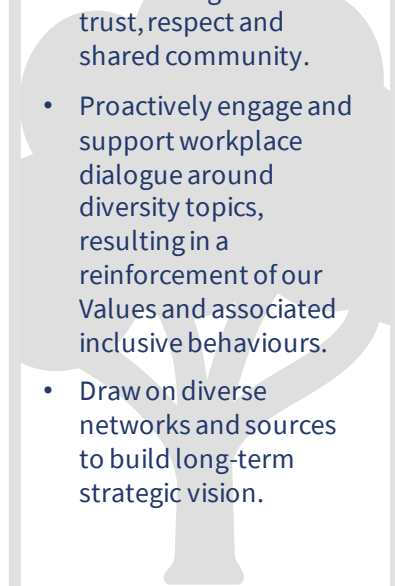 trust, respect and
shared community.
• Proactively engage and
support workplace
dialogue around
diversity topics,
resulting in a
reinforcement of our
Values and associated
inclusive behaviours.
• Draw on diverse
networks and sources
to build long-term
strategic vision.